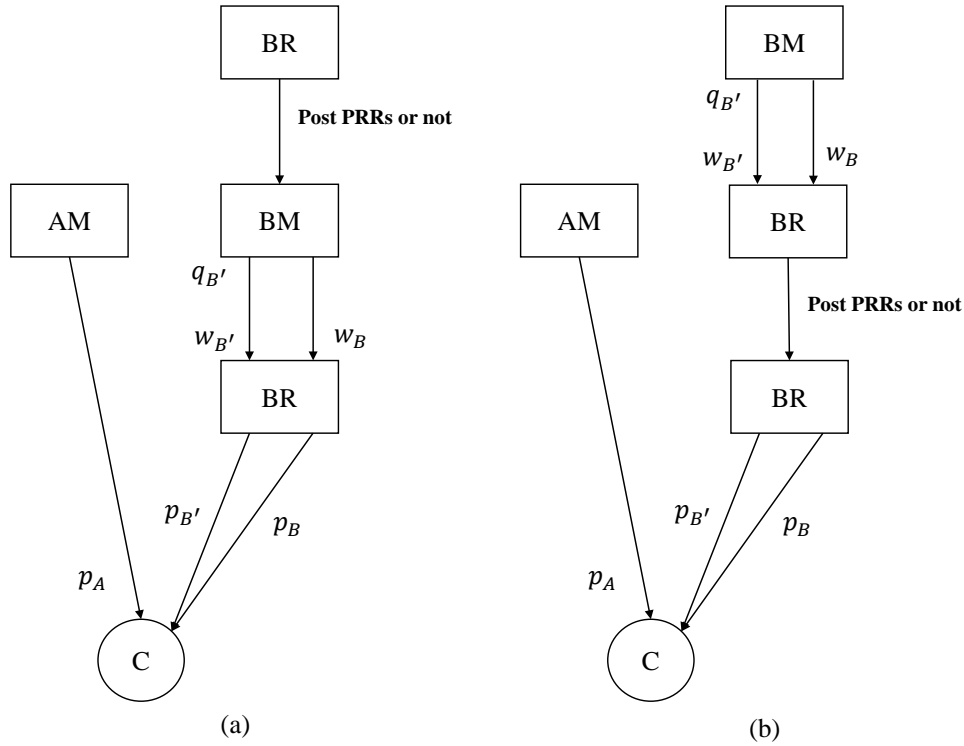 BR
Post PRRs or not
AM
BM
q_{B'}
w_{B'}
w_B
BR
p_{B'}
p_B
p_A
C
(a)
BM
q_{B'}
w_{B'}
w_B
AM
BR
Post PRRs or not
BR
p_{B'}
p_B
p_A
C
(b)